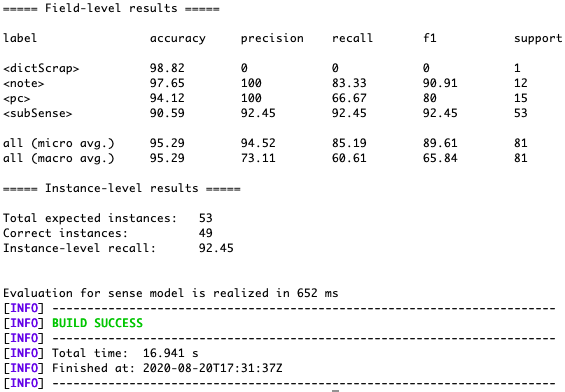 ===== Field-level results =====
label accuracy precision recall f1 support
<dictScrap> 98.82 0 0 0 1
<note> 97.65 100 83.33 90.91 12
<pc> 94.12 100 66.67 80 15
<subSense> 90.59 92.45 92.45 92.45 53
all (micro avg.) 95.29 94.52 85.19 89.61 81
all (macro avg.) 95.29 73.11 60.61 65.84 81
===== Instance-level results =====
Total expected instances: 53
Correct instances: 49
Instance-level recall: 92.45
Evaluation for sense model is realized in 652 ms
[INFO] ------------------------------------------------------------------------
[INFO] BUILD SUCCESS
[INFO] ------------------------------------------------------------------------
[INFO] Total time: 16.941 s
[INFO] Finished at: 2020-08-20T17:31:37Z
[INFO] ------------------------------------------------------------------------